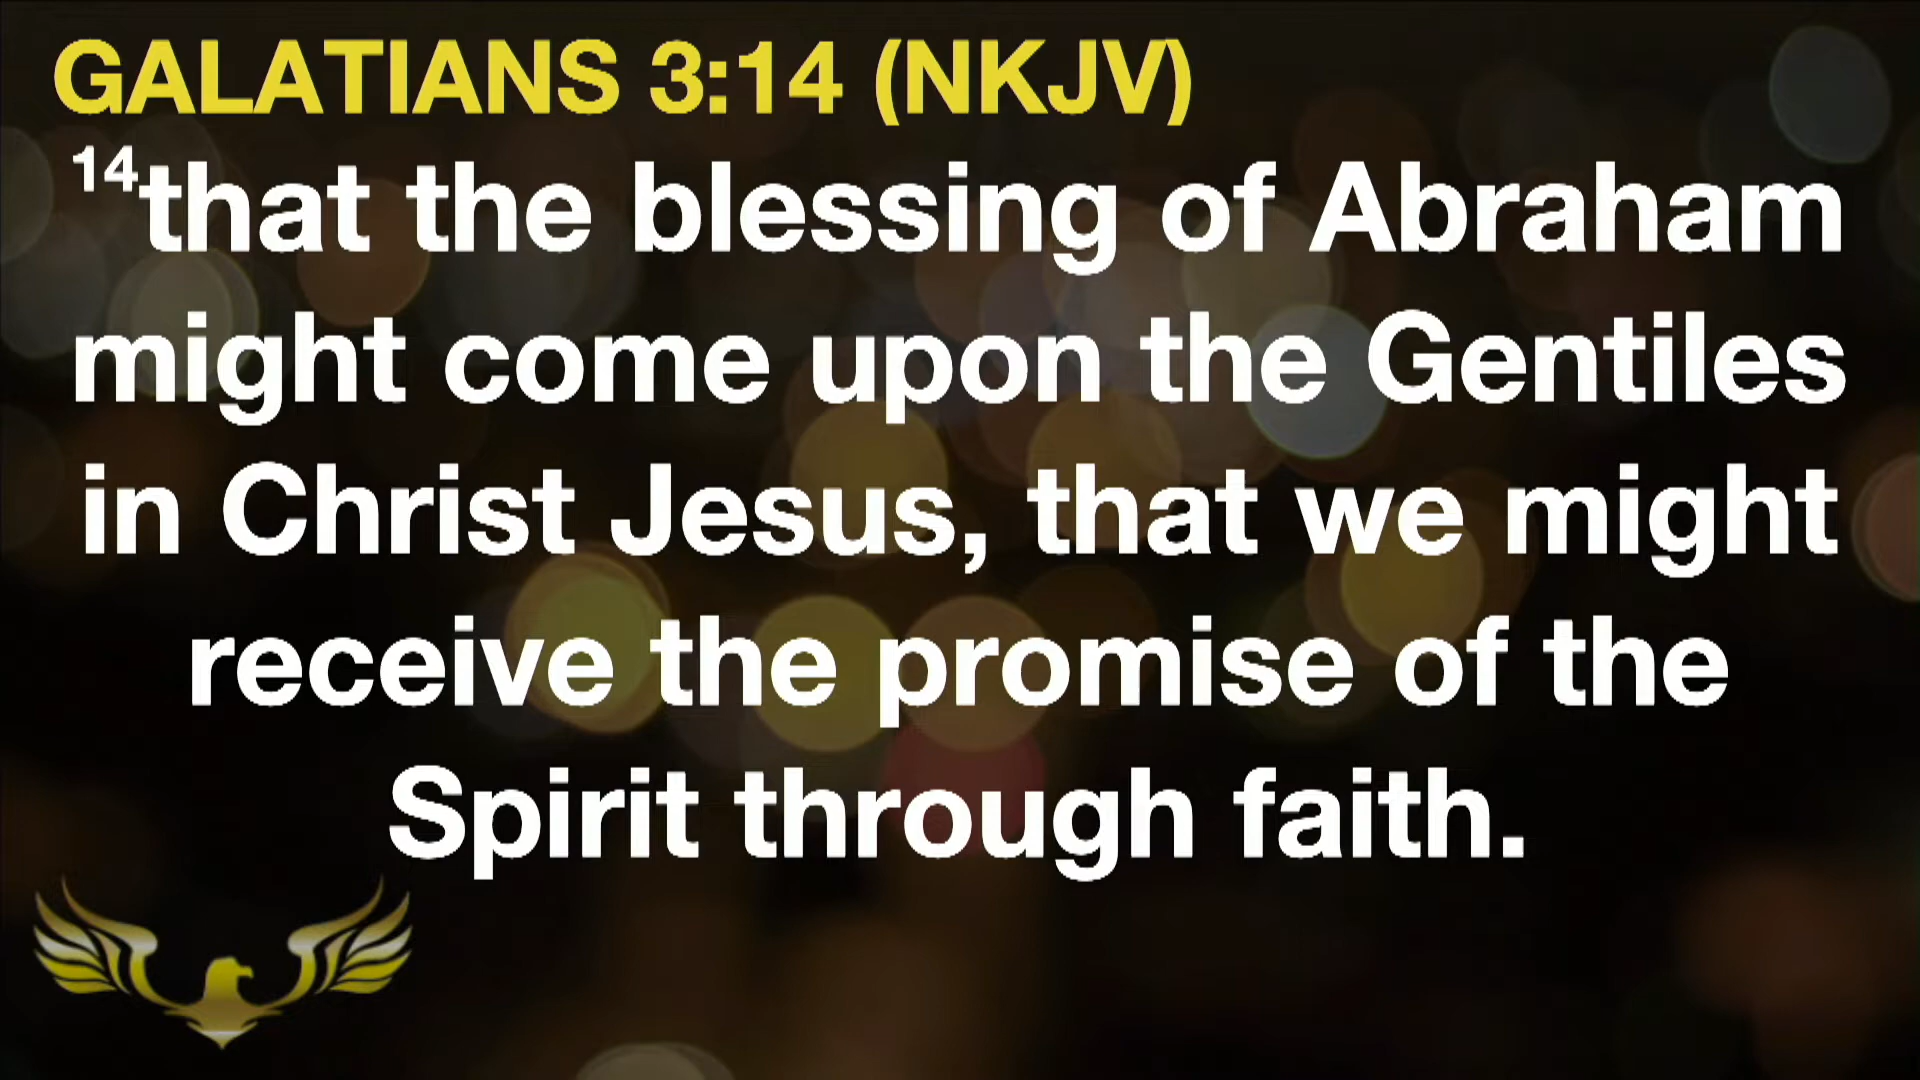 GALATIANS 3:14 (NKJV)
14that the blessing of Abraham
might come upon the Gentiles
in Christ Jesus, that we might
receive the promise of the
Spirit through faith.